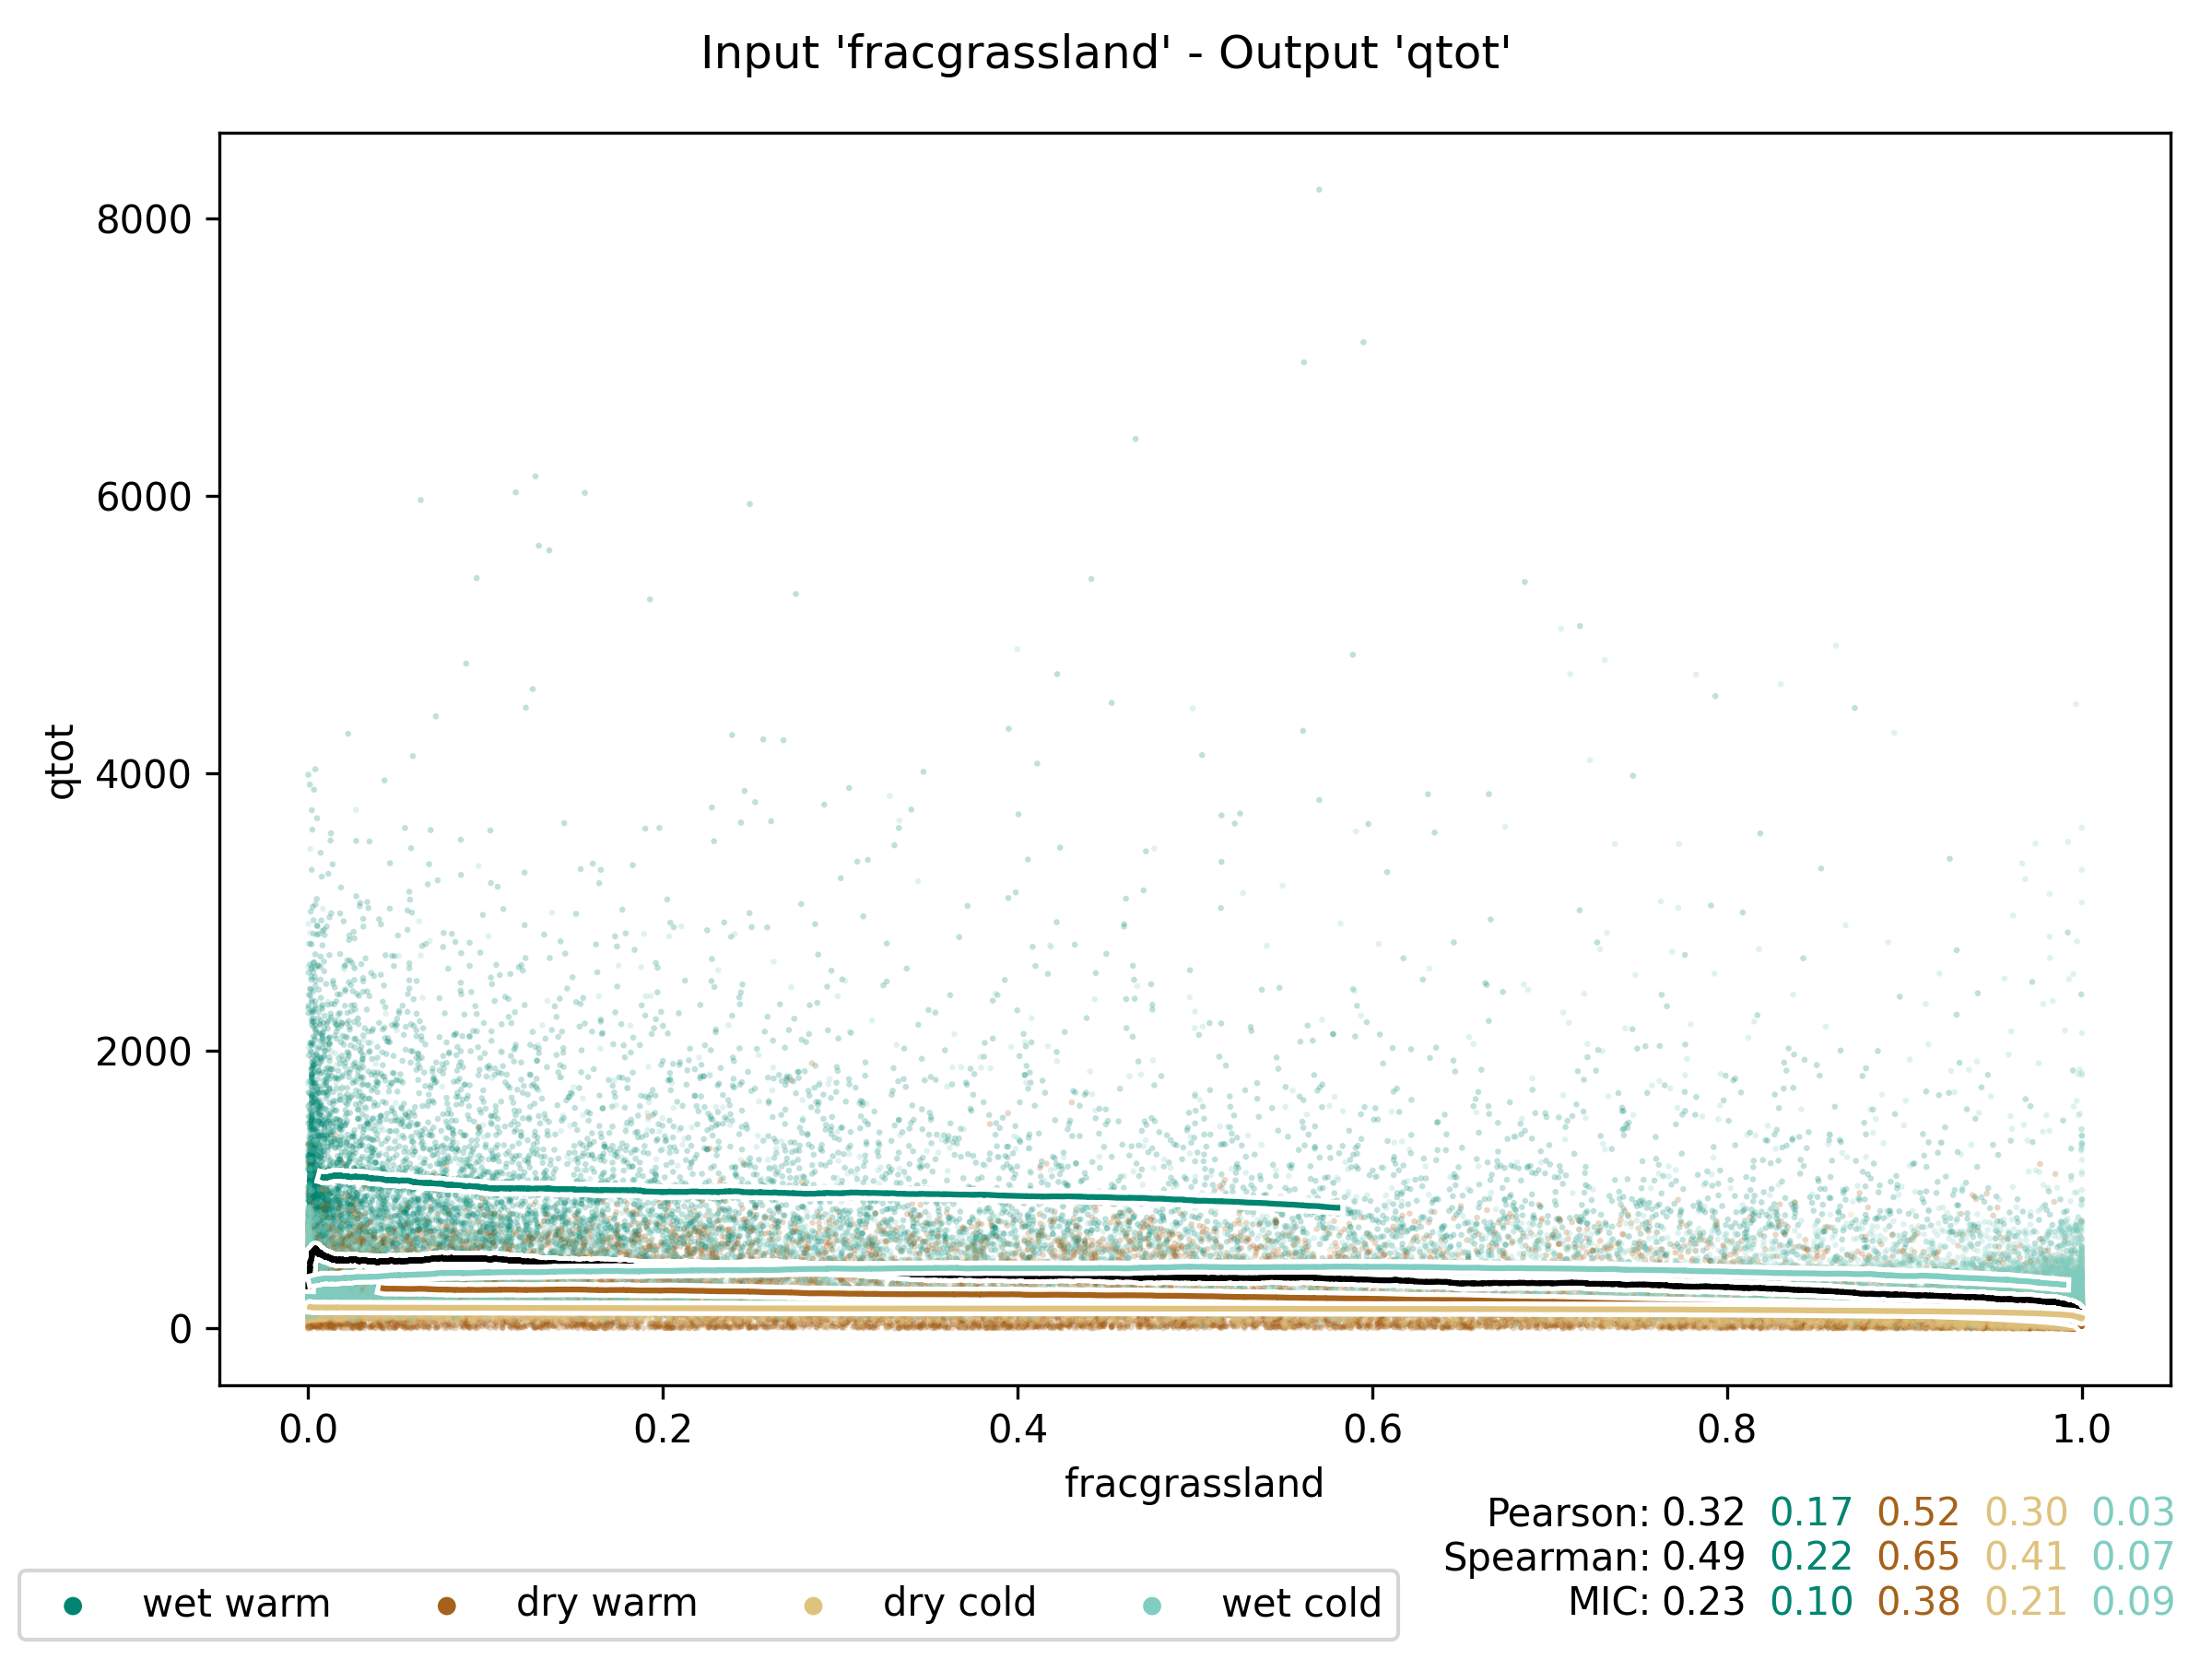 Input 'fracgrassland' - Output 'qtot'
8000
6000
4000
2000
0
qtot
0.0 0.2 0.4 0.6 0.8 1.0
fracgrassland
Pearson: 0.32 0.17 0.52 0.30 0.03
Spearman: 0.49 0.22 0.65 0.41 0.07
MIC: 0.23 0.10 0.38 0.21 0.09
wet warm dry warm dry cold wet cold